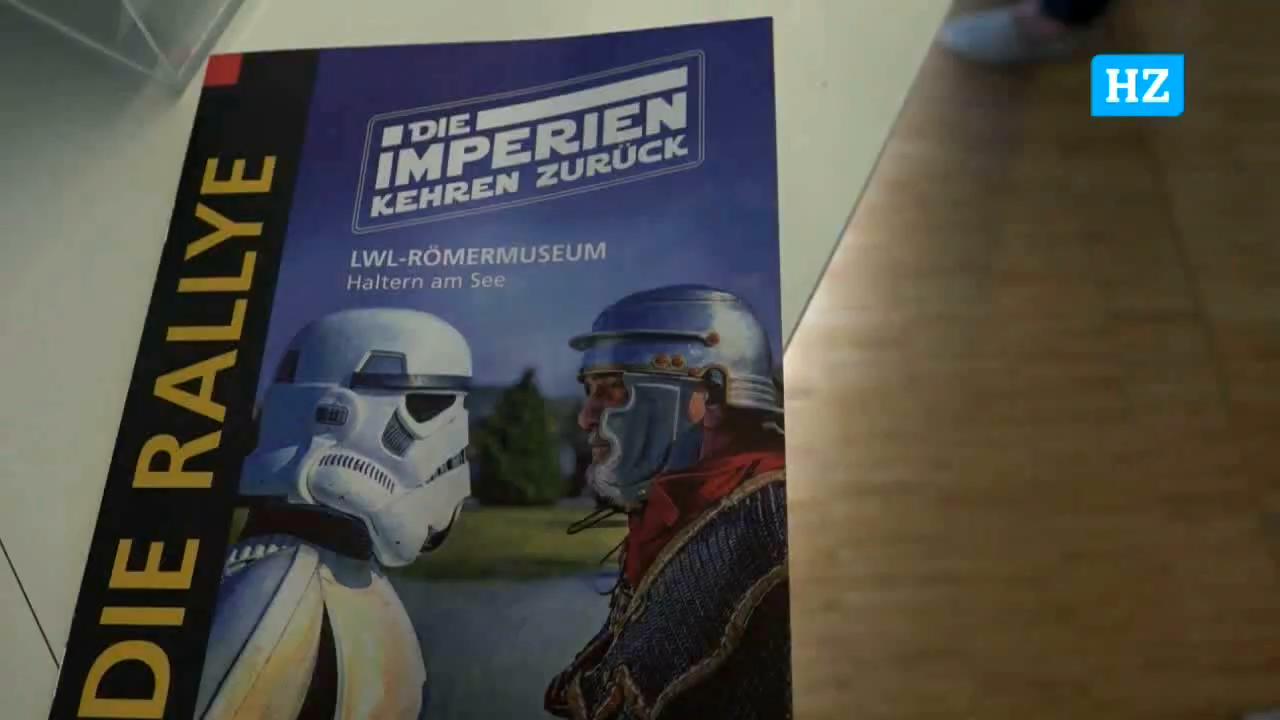 HZ
DIE RALLYE
DIE
IMPERIEN
KEHREN ZURÜCK
LWL-RÖMERMUSEUM
Haltern am See